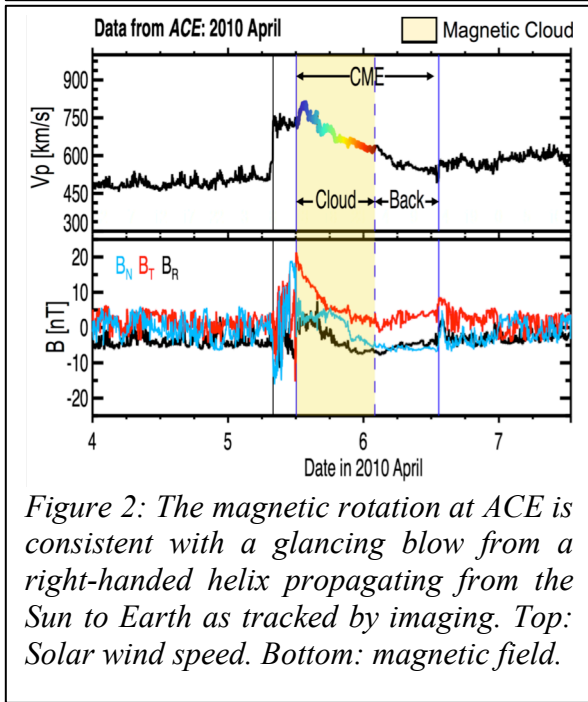 Data from ACE: 2010 April
Magnetic Cloud
900
750
600
450
300
Vp [km/s]
CME
Cloud
Back
20
10
0
-10
-20
B [nT]
B_N B_T B_R
4 5 6 7
Date in 2010 April
Figure 2: The magnetic rotation at ACE is
consistent with a glancing blow from a
right-handed helix propagating from the
Sun to Earth as tracked by imaging. Top:
Solar wind speed. Bottom: magnetic field.